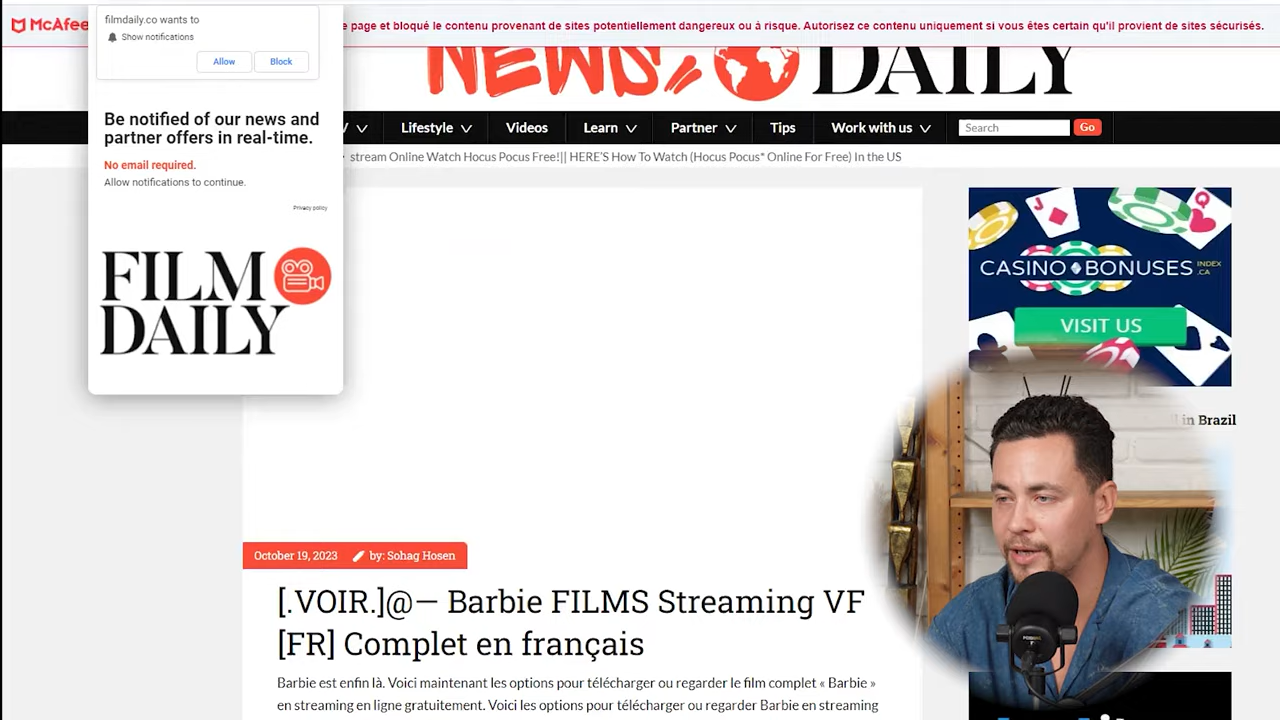 McAfee
page et bloqué le contenu provenant de sites potentiellement dangereux ou à risque. Autorisez ce contenu uniquement si vous êtes certain qu'il provient de sites sécurisés.
filmdaily.co wants to
Show notifications
Allow
Block
Be notified of our news and
partner offers in real-time.
No email required.
Allow notifications to continue.
Privacy policy
FILM
DAILY
NEWS
DAILY
Lifestyle
Videos
Learn
Partner
Tips
Work with us
Search
Go
stream Online Watch Hocus Pocus Free!|| HERE'S How To Watch (Hocus Pocus* Online For Free) In the US
CASINO BONUSES INDEX
.CA
VISIT US
in Brazil
October 19, 2023
by: Sohag Hosen
[.VOIR.]@— Barbie FILMS Streaming VF
[FR] Complet en français
Barbie est enfin là. Voici maintenant les options pour télécharger ou regarder le film complet « Barbie »
en streaming en ligne gratuitement. Voici les options pour télécharger ou regarder Barbie en streaming